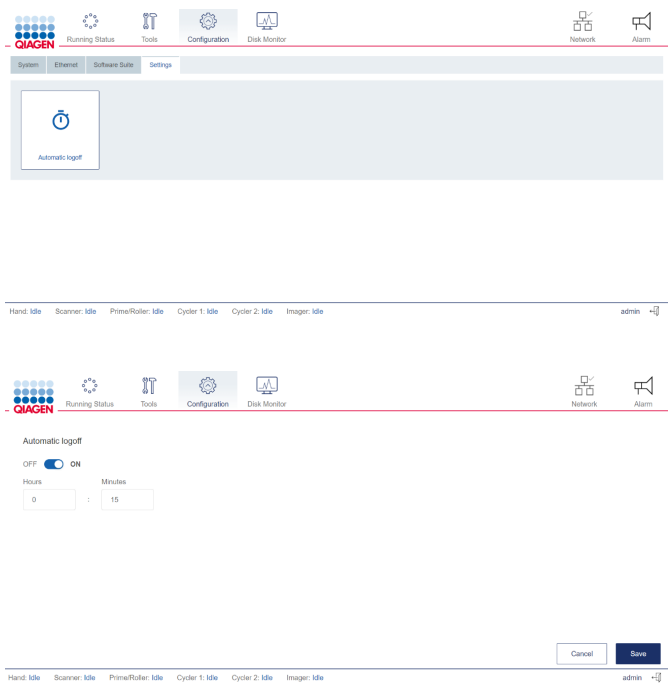 QIAGEN
Running Status Tools Configuration Disk Monitor Network Alarm
System Ethernet Software Suite Settings
Automatic logoff
Hand: Idle Scanner: Idle Prime/Roller: Idle Cycler 1: Idle Cycler 2: Idle Imager: Idle admin
QIAGEN
Running Status Tools Configuration Disk Monitor Network Alarm
Automatic logoff
OFF ON
Hours Minutes
0 : 15
Cancel Save
Hand: Idle Scanner: Idle Prime/Roller: Idle Cycler 1: Idle Cycler 2: Idle Imager: Idle admin